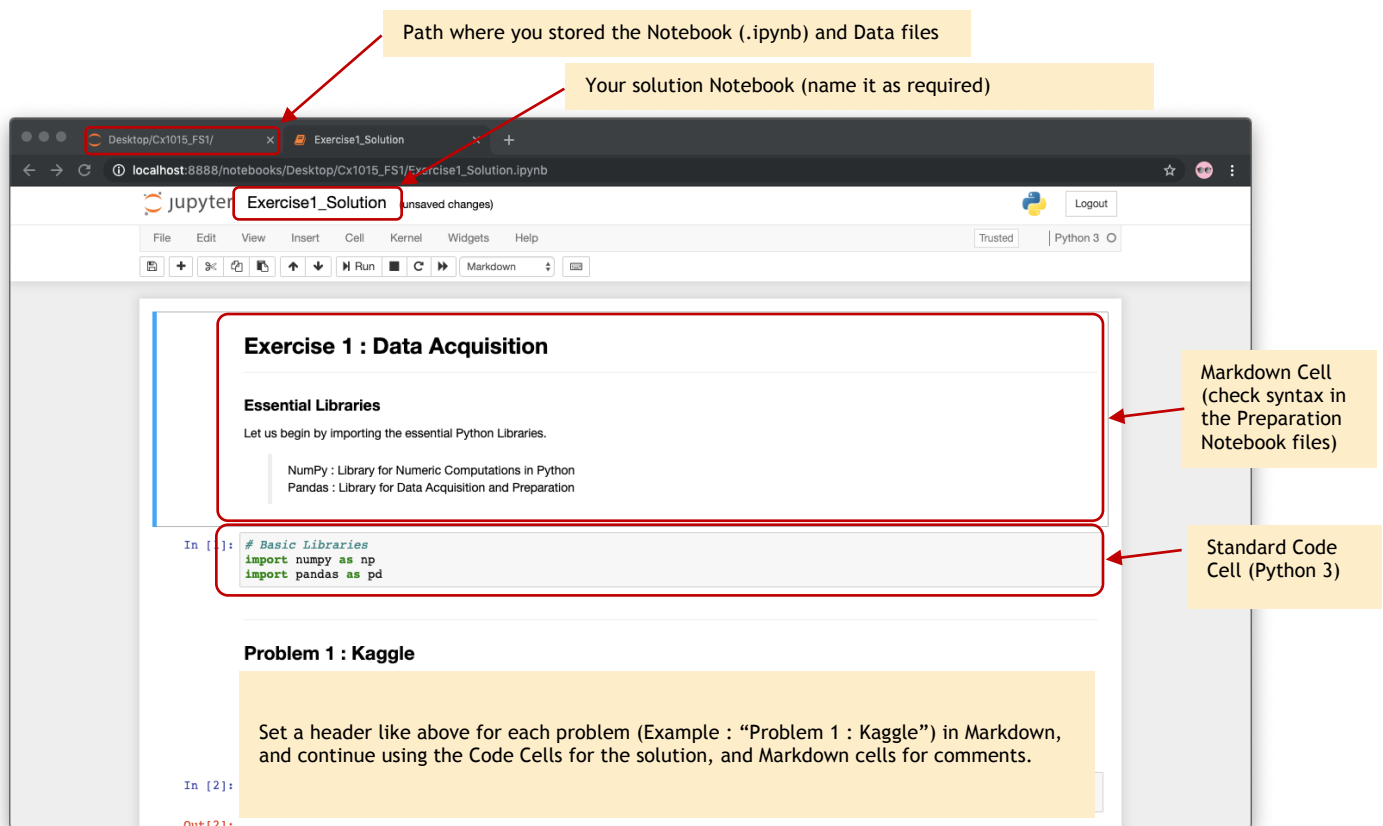 Path where you stored the Notebook (.ipynb) and Data files
Your solution Notebook (name it as required)
Desktop/Cx1015_FS1/
Exercise1_Solution
localhost:8888/notebooks/Desktop/Cx1015_FS1/Exercise1_Solution.ipynb
jupyter Exercise1_Solution (unsaved changes)
Logout
File Edit View Insert Cell Kernel Widgets Help
Trusted Python 3
Run Markdown
Exercise 1 : Data Acquisition
Essential Libraries
Let us begin by importing the essential Python Libraries.
NumPy : Library for Numeric Computations in Python
Pandas : Library for Data Acquisition and Preparation
Markdown Cell
(check syntax in
the Preparation
Notebook files)
In [1]: # Basic Libraries
import numpy as np
import pandas as pd
Standard Code
Cell (Python 3)
Problem 1 : Kaggle
Set a header like above for each problem (Example : “Problem 1 : Kaggle”) in Markdown,
and continue using the Code Cells for the solution, and Markdown cells for comments.
In [2]:
Out[2]: